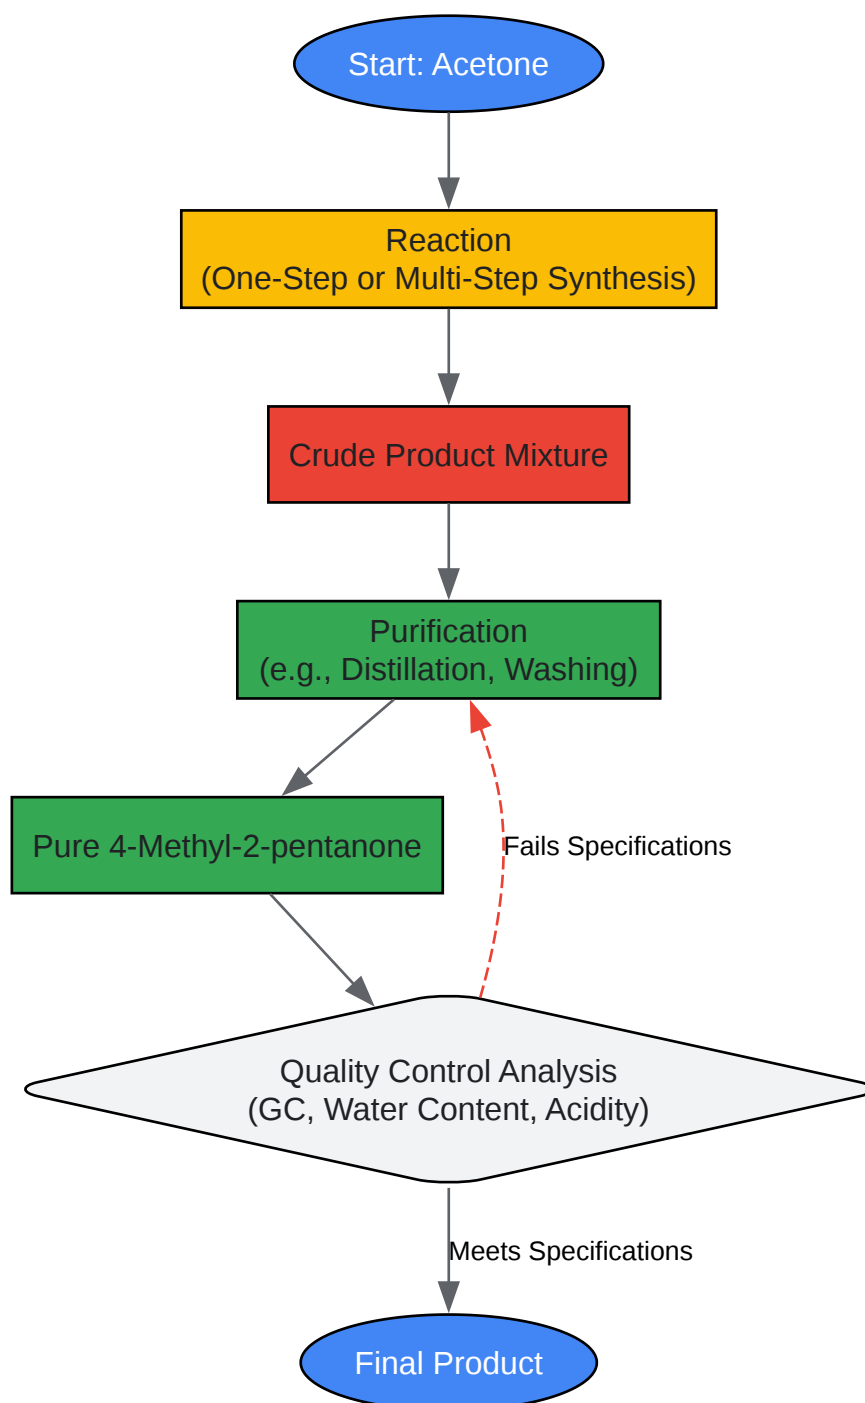 Start: Acetone
Reaction
(One-Step or Multi-Step Synthesis)
Crude Product Mixture
Purification
(e.g., Distillation, Washing)
Pure 4-Methyl-2-pentanone
Fails Specifications
Quality Control Analysis
(GC, Water Content, Acidity)
Meets Specifications
Final Product